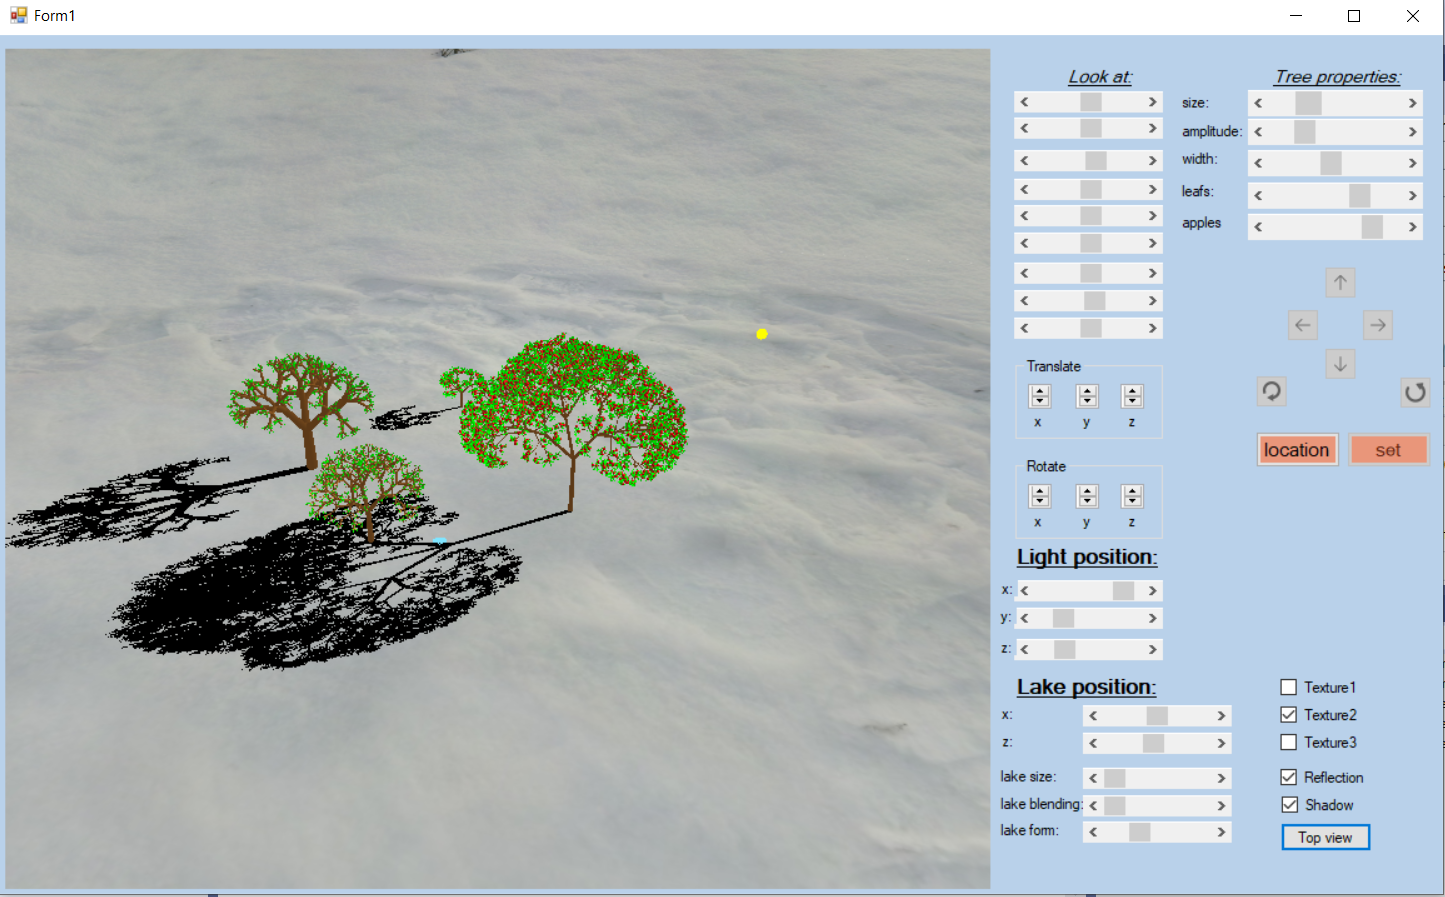 Form1
Look at:
Tree properties:
size:
amplitude:
width:
leafs:
apples
Translate
x y z
location set
Rotate
x y z
Light position:
x:
y:
z:
Lake position:
x:
z:
lake size:
lake blending:
lake form:
Texture1
Texture2
Texture3
Reflection
Shadow
Top view